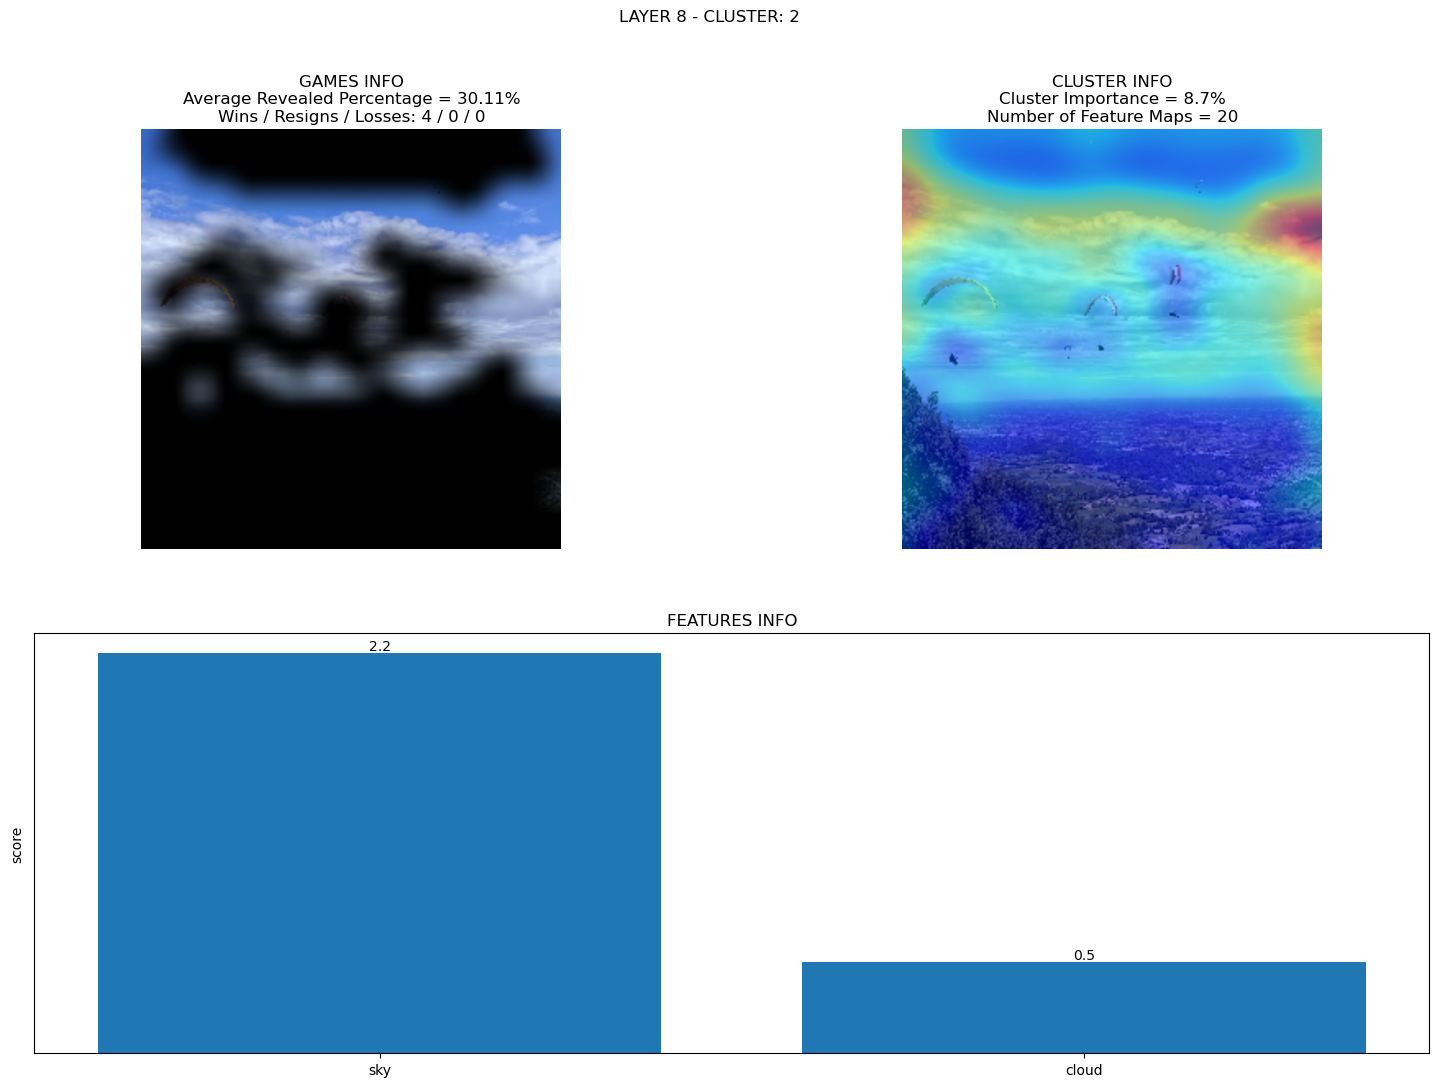 LAYER 8 - CLUSTER: 2
GAMES INFO
Average Revealed Percentage = 30.11%
Wins / Resigns / Losses: 4 / 0 / 0
CLUSTER INFO
Cluster Importance = 8.7%
Number of Feature Maps = 20
FEATURES INFO
score
2.2
0.5
sky
cloud